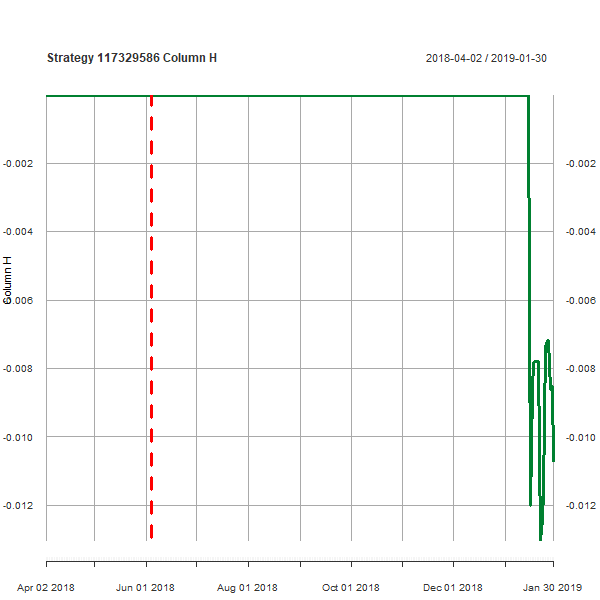 Strategy 117329586 Column H
2018-04-02 / 2019-01-30
-0.002 -0.002
-0.004 -0.004
Column H
-0.006 -0.006
-0.008 -0.008
-0.010 -0.010
-0.012 -0.012
Apr 02 2018 Jun 01 2018 Aug 01 2018 Oct 01 2018 Dec 01 2018 Jan 30 2019